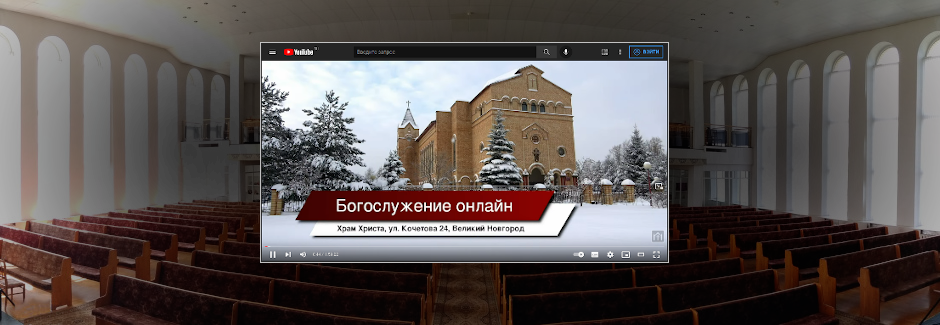 YouTube
Введите запрос
ВОЙТИ
Богослужение онлайн
Храм Христа, ул. Кочетова 24, Великий Новгород